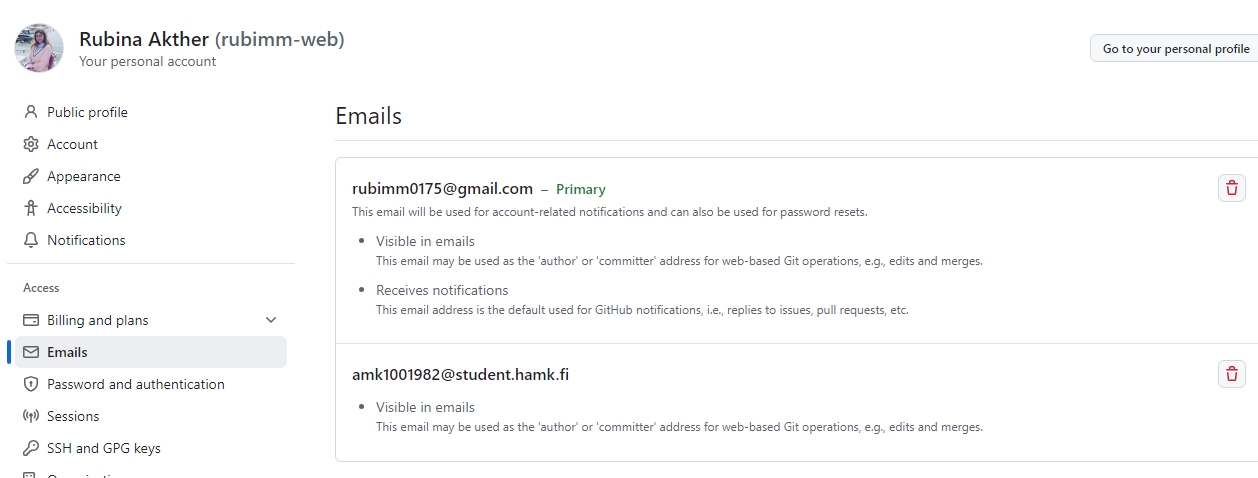 Rubina Akther (rubimm-web)
Your personal account
Go to your personal profile
Public profile
Account
Appearance
Accessibility
Notifications
Access
Billing and plans
Emails
Password and authentication
Sessions
SSH and GPG keys
Emails
rubimm0175@gmail.com – Primary
This email will be used for account-related notifications and can also be used for password resets.
Visible in emails
This email may be used as the 'author' or 'committer' address for web-based Git operations, e.g., edits and merges.
Receives notifications
This email address is the default used for GitHub notifications, i.e., replies to issues, pull requests, etc.
amk1001982@student.hamk.fi
Visible in emails
This email may be used as the 'author' or 'committer' address for web-based Git operations, e.g., edits and merges.